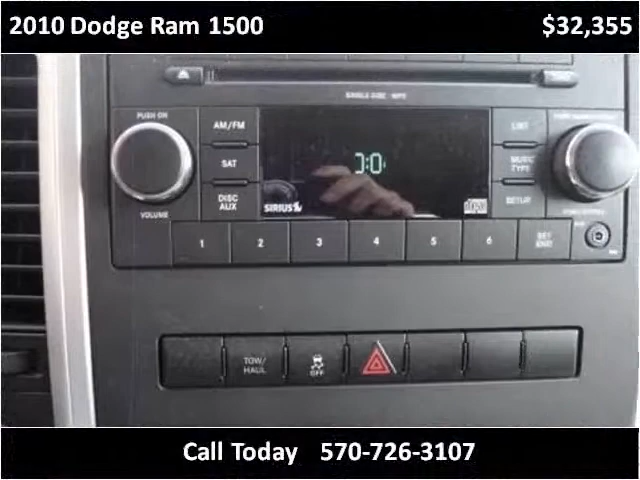 2010 Dodge Ram 1500 $32,355
SINGLE DISC · MP3
PUSH ON
AM/FM
LIST
SAT
MUSIC TYPE
DISC AUX
SETUP
SIRIUS
VOLUME
1 2 3 4 5 6
SET RND
TOW/ HAUL
OFF
Call Today 570-726-3107